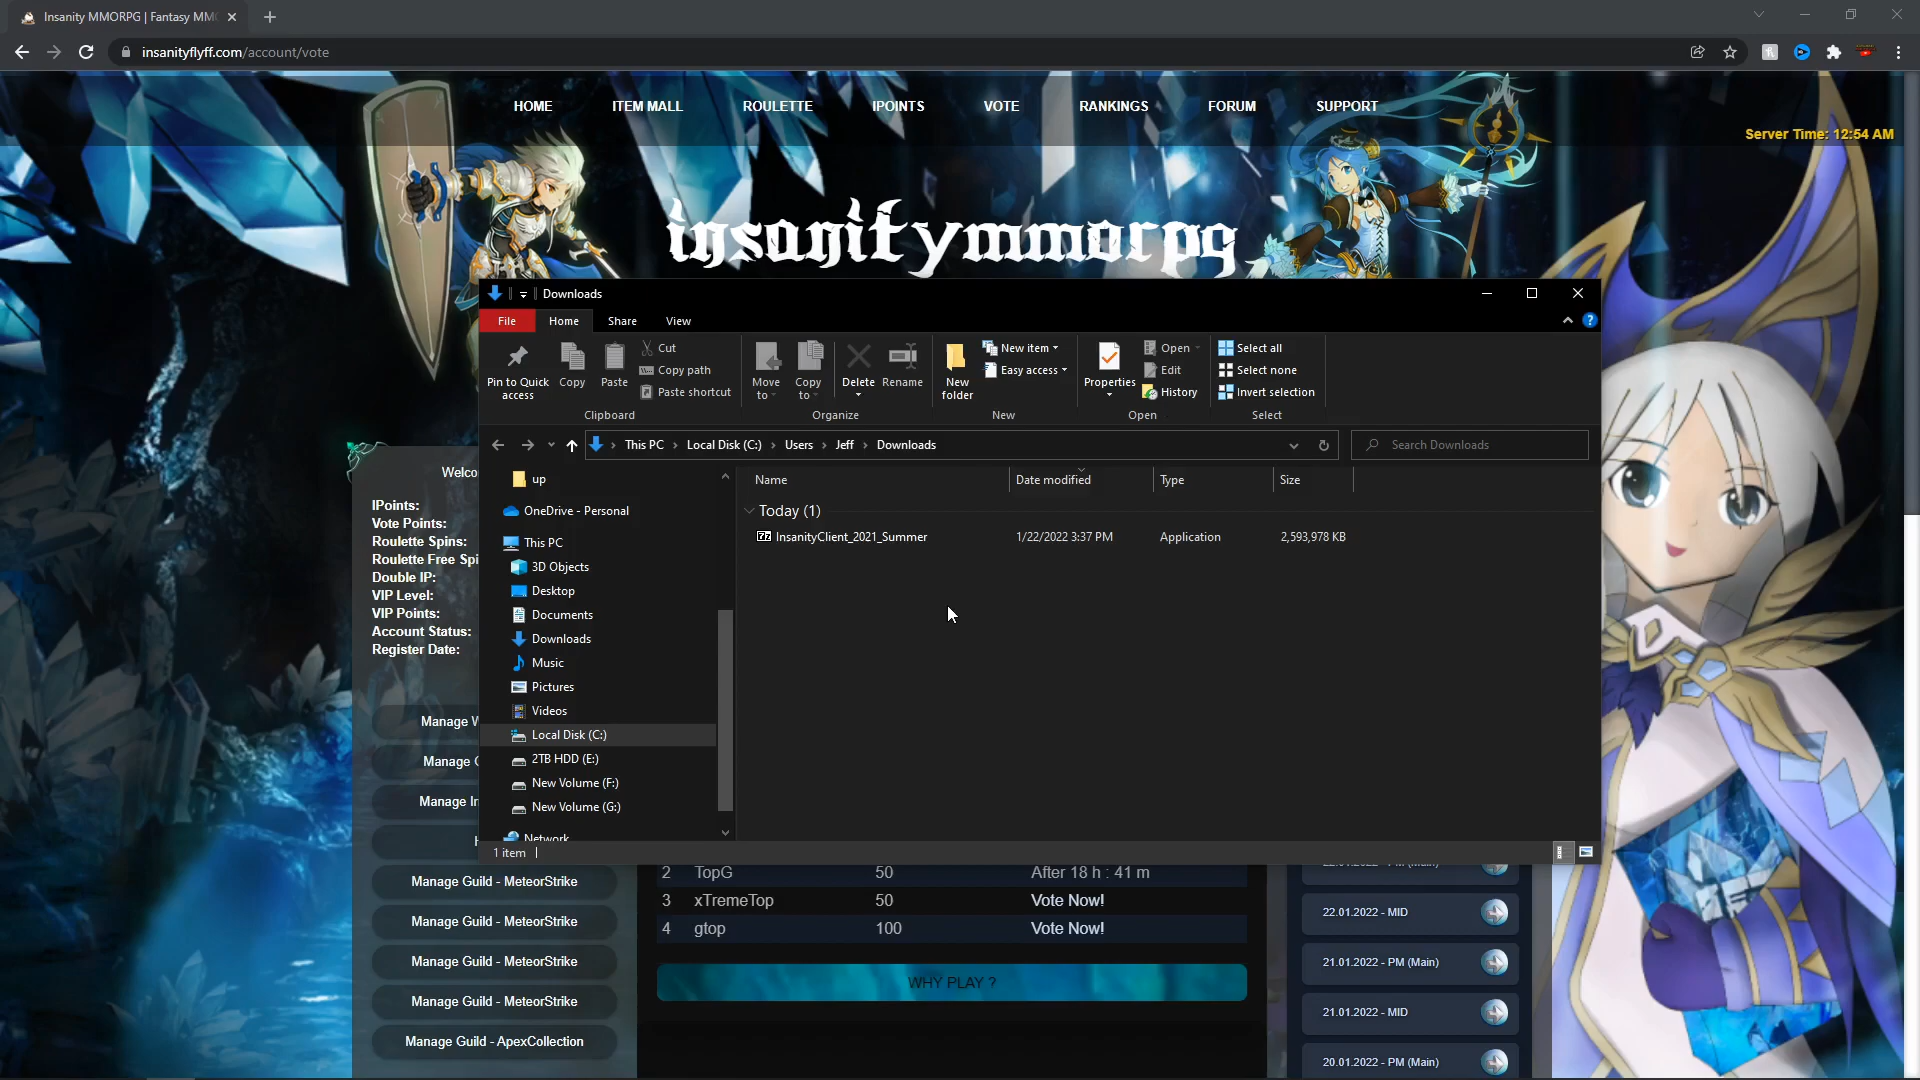 Insanity MMORPG | Fantasy MM
insanityflyff.com/account/vote
HOME
ITEM MALL
ROULETTE
IPOINTS
VOTE
RANKINGS
FORUM
SUPPORT
Server Time: 12:54 AM
insanitymmorpg
Downloads
File
Home
Share
View
Pin to Quick access
Copy
Paste
Cut
Copy path
Paste shortcut
Clipboard
Move to
Copy to
Delete
Rename
Organize
New folder
New item
Easy access
New
Properties
Open
Edit
History
Open
Select all
Select none
Invert selection
Select
This PC > Local Disk (C:) > Users > Jeff > Downloads
Search Downloads
up
OneDrive - Personal
This PC
3D Objects
Desktop
Documents
Downloads
Music
Pictures
Videos
Local Disk (C:)
2TB HDD (E:)
New Volume (F:)
New Volume (G:)
Network
Name
Date modified
Type
Size
Today (1)
InsanityClient_2021_Summer
1/22/2022 3:37 PM
Application
2,593,978 KB
1 item
Welco
IPoints:
Vote Points:
Roulette Spins:
Roulette Free Spi
Double IP:
VIP Level:
VIP Points:
Account Status:
Register Date:
Manage
Manage
Manage
Manage Guild - MeteorStrike
Manage Guild - MeteorStrike
Manage Guild - MeteorStrike
Manage Guild - MeteorStrike
Manage Guild - ApexCollection
2 TopG 50 After 18 h : 41 m
3 xTremeTop 50 Vote Now!
4 gtop 100 Vote Now!
WHY PLAY ?
22.01.2022 - MID
21.01.2022 - PM (Main)
21.01.2022 - MID
20.01.2022 - PM (Main)